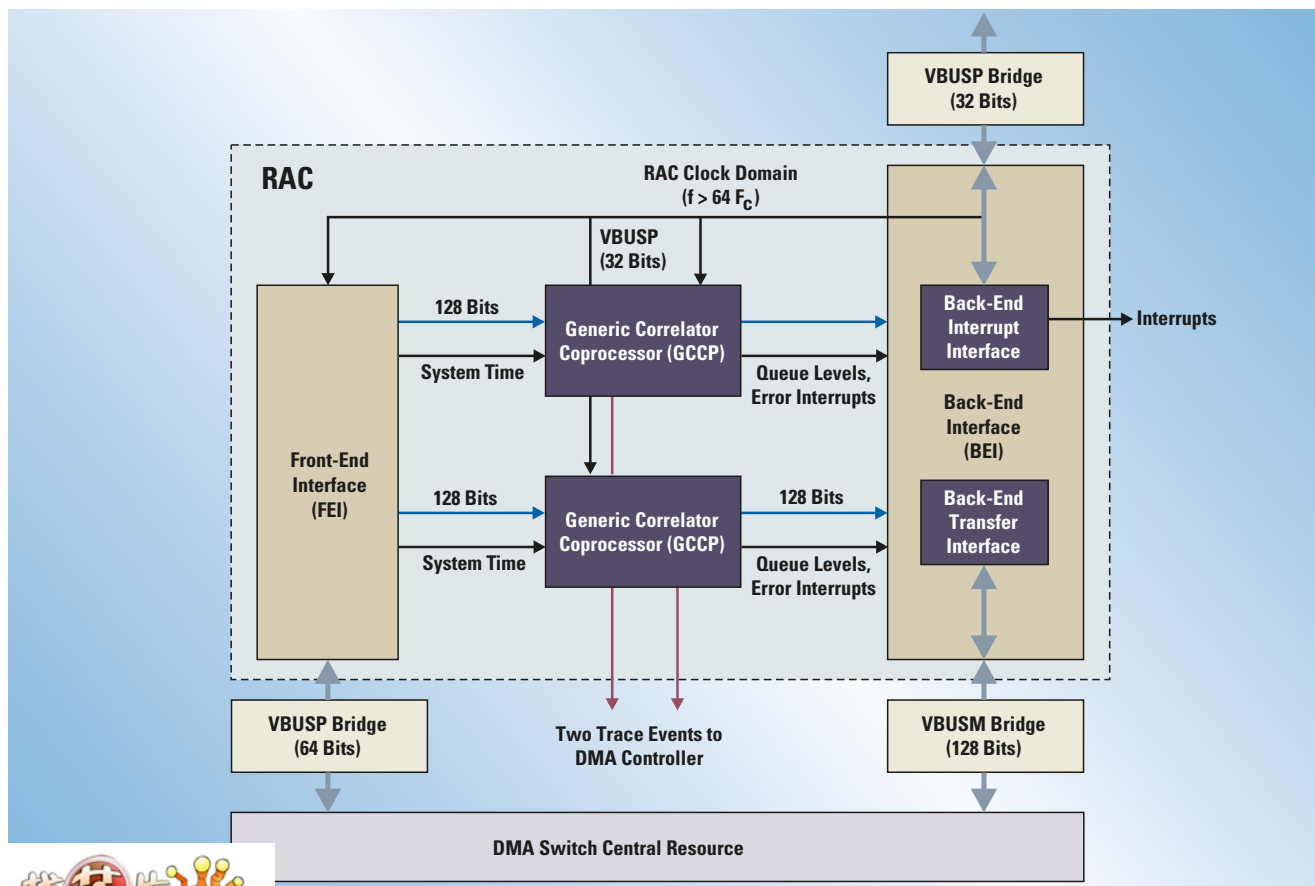 VBUSP Bridge
(32 Bits)
RAC
RAC Clock Domain
(f > 64 Fc)
VBUSP
(32 Bits)
128 Bits
System Time
Generic Correlator
Coprocessor (GCCP)
Queue Levels,
Error Interrupts
Back-End
Interrupt
Interface
Interrupts
Front-End
Interface
(FEI)
Back-End
Interface
(BEI)
128 Bits
System Time
Generic Correlator
Coprocessor (GCCP)
128 Bits
Queue Levels,
Error Interrupts
Back-End
Transfer
Interface
VBUSP Bridge
(64 Bits)
Two Trace Events to
DMA Controller
VBUSM Bridge
(128 Bits)
DMA Switch Central Resource